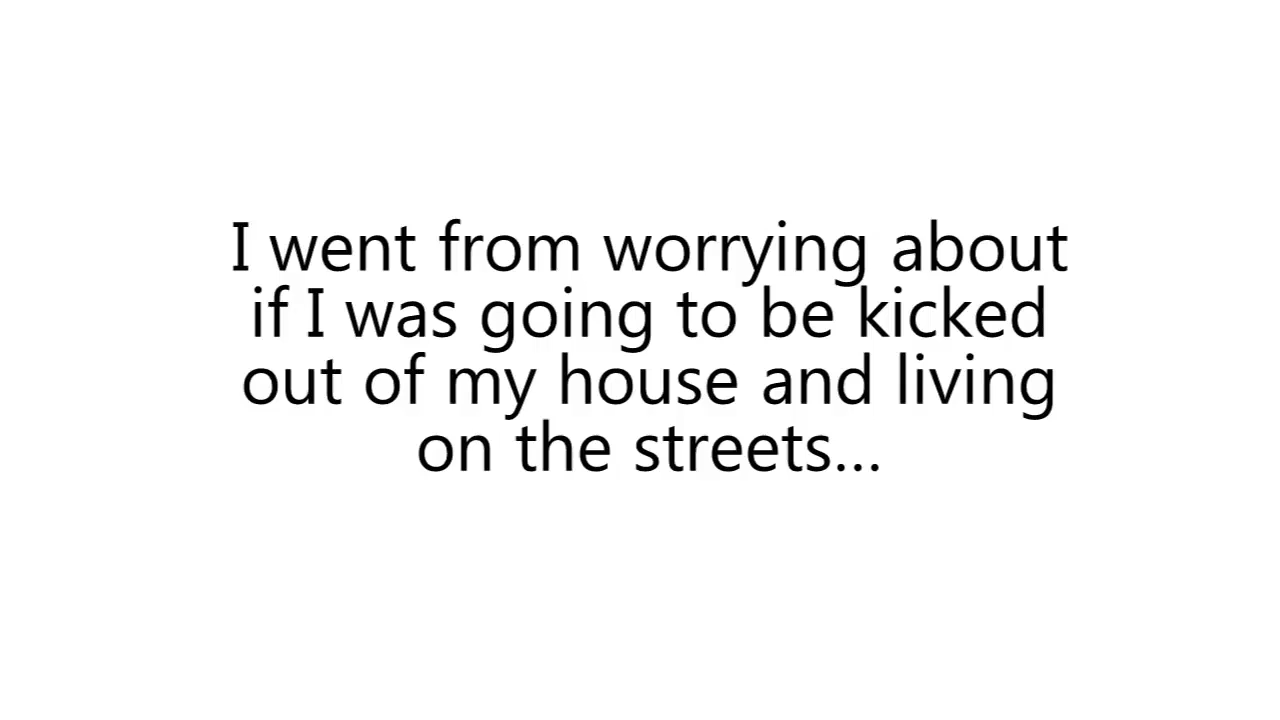 I went from worrying about
if I was going to be kicked
out of my house and living
on the streets...